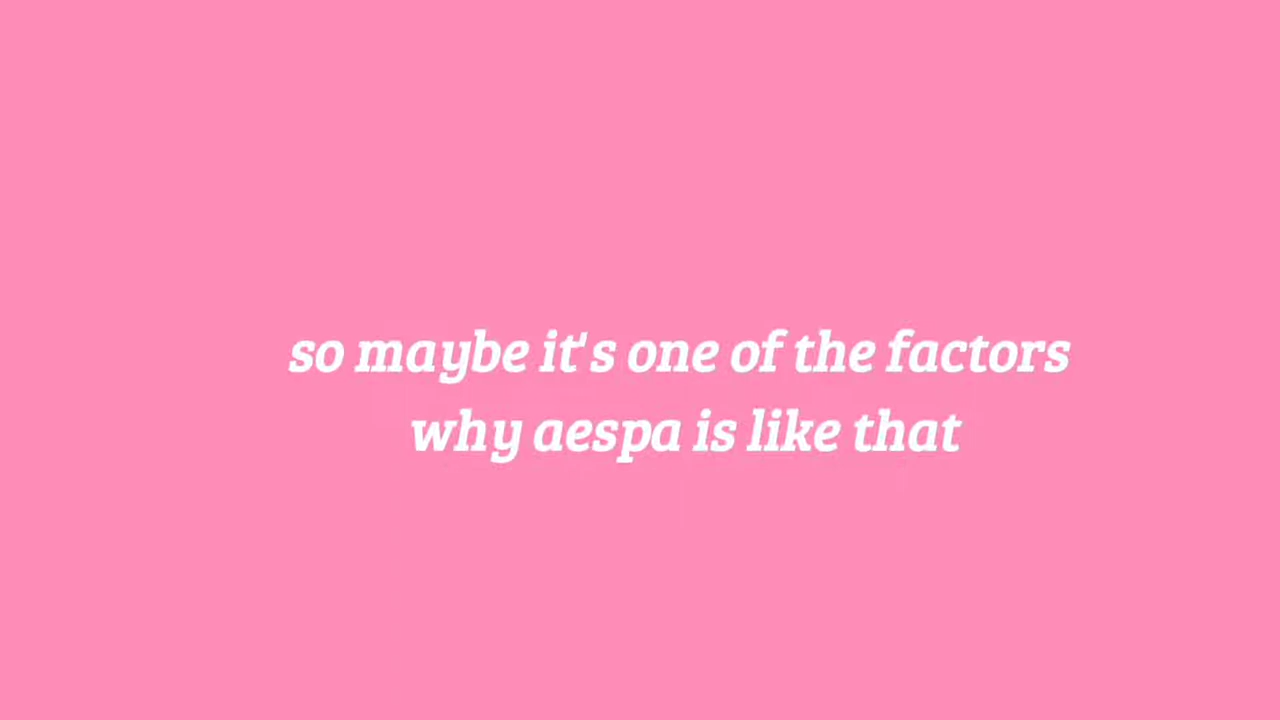 so maybe it's one of the factors
why aespa is like that